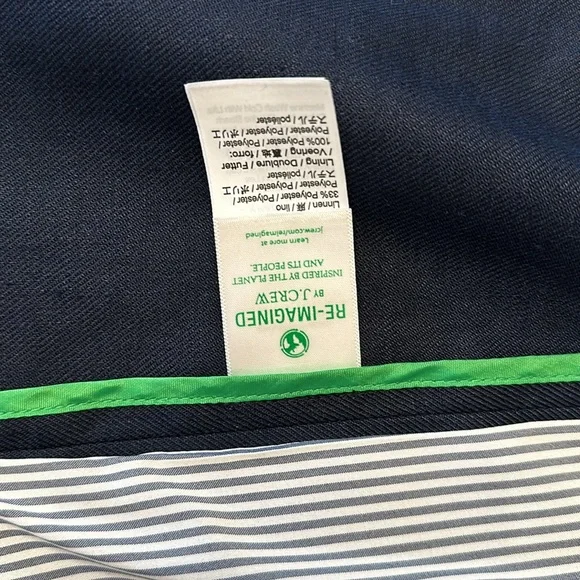 RE-IMAGINED
BY J.CREW
INSPIRED BY THE PLANET
AND ITS PEOPLE.
Learn more at
jcrew.com/reimagined
Linnen / 麻 / lino
33% Polyester / Polyester /
Polyester / Polyester / ポリエ
ステル / poliéster
Lining / Doublure / Futter
/ Voering / 裏地 / forro:
100% Polyester / Polyester /
Polyester / Polyester / ポリエ
ステル / poliéster